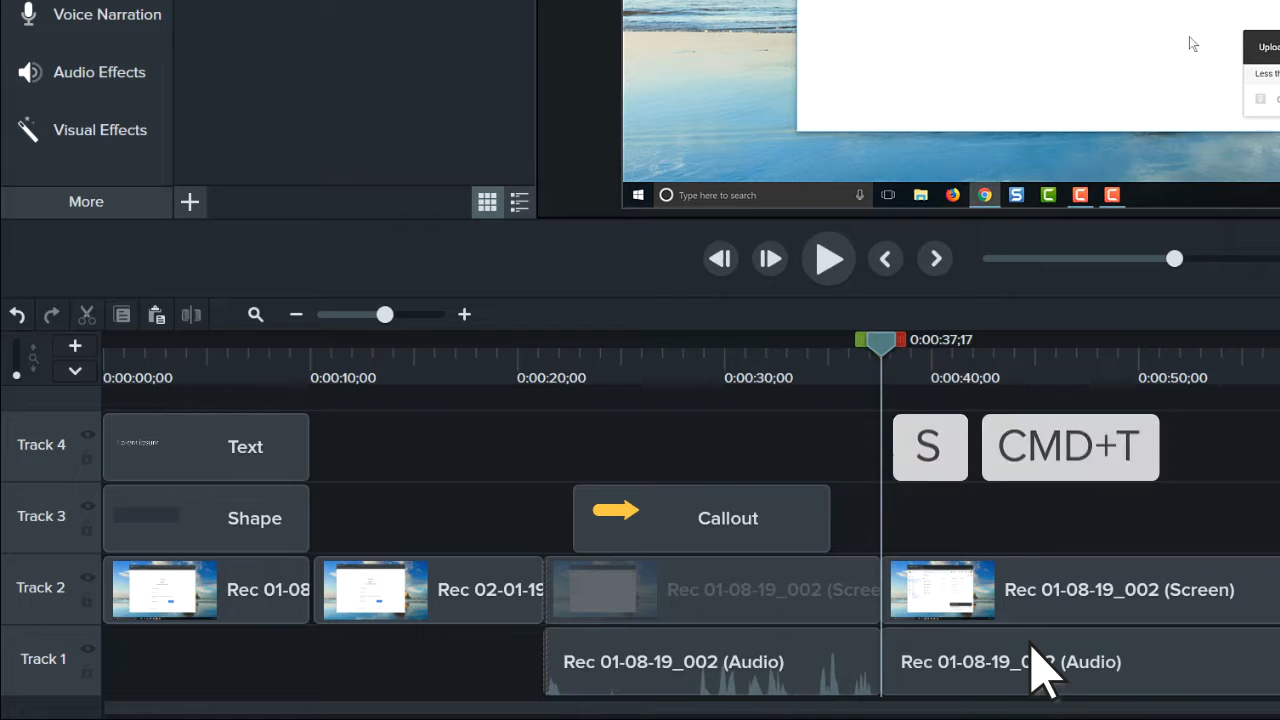 Voice Narration
Audio Effects
Visual Effects
More
Uploa
Less th
Type here to search
0:00:37;17
0:00:00;00
0:00:10;00
0:00:20;00
0:00:30;00
0:00:40;00
0:00:50;00
Track 4
Text
S
CMD+T
Track 3
Shape
Callout
Track 2
Rec 01-08
Rec 02-01-19
Rec 01-08-19_002 (Scree
Rec 01-08-19_002 (Screen)
Track 1
Rec 01-08-19_002 (Audio)
Rec 01-08-19_002 (Audio)